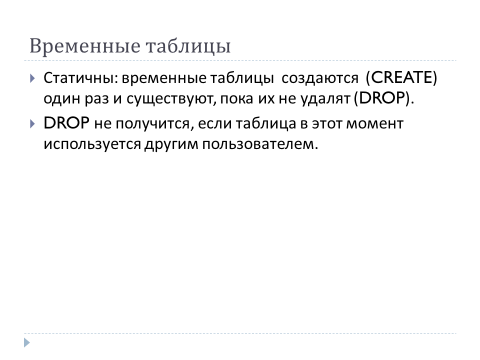 Временные таблицы
Статичны: временные таблицы создаются (CREATE)
один раз и существуют, пока их не удалят (DROP).
DROP не получится, если таблица в этот момент
используется другим пользователем.